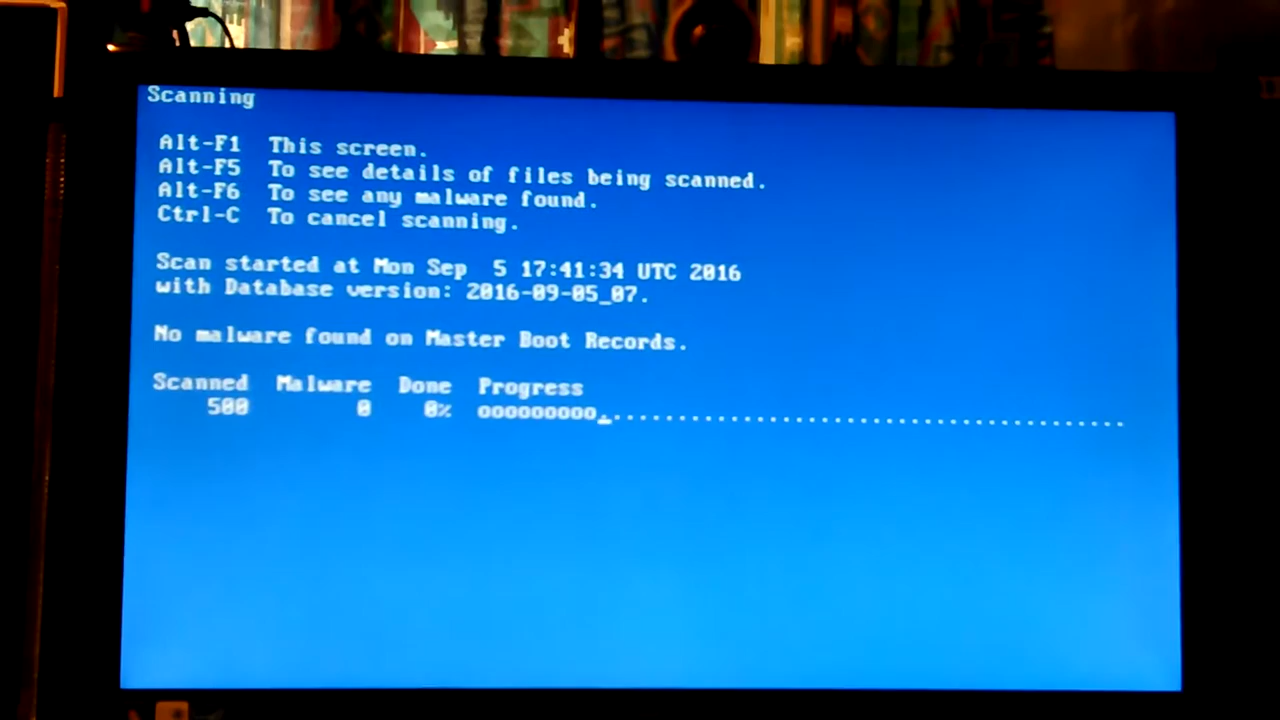 Scanning
Alt-F1 This screen.
Alt-F5 To see details of files being scanned.
Alt-F6 To see any malware found.
Ctrl-C To cancel scanning.
Scan started at Mon Sep  5 17:41:34 UTC 2016
with Database version: 2016-09-05_07.
No malware found on Master Boot Records.
Scanned Malware Done Progress
500 0 0% ooooooooo.......................................